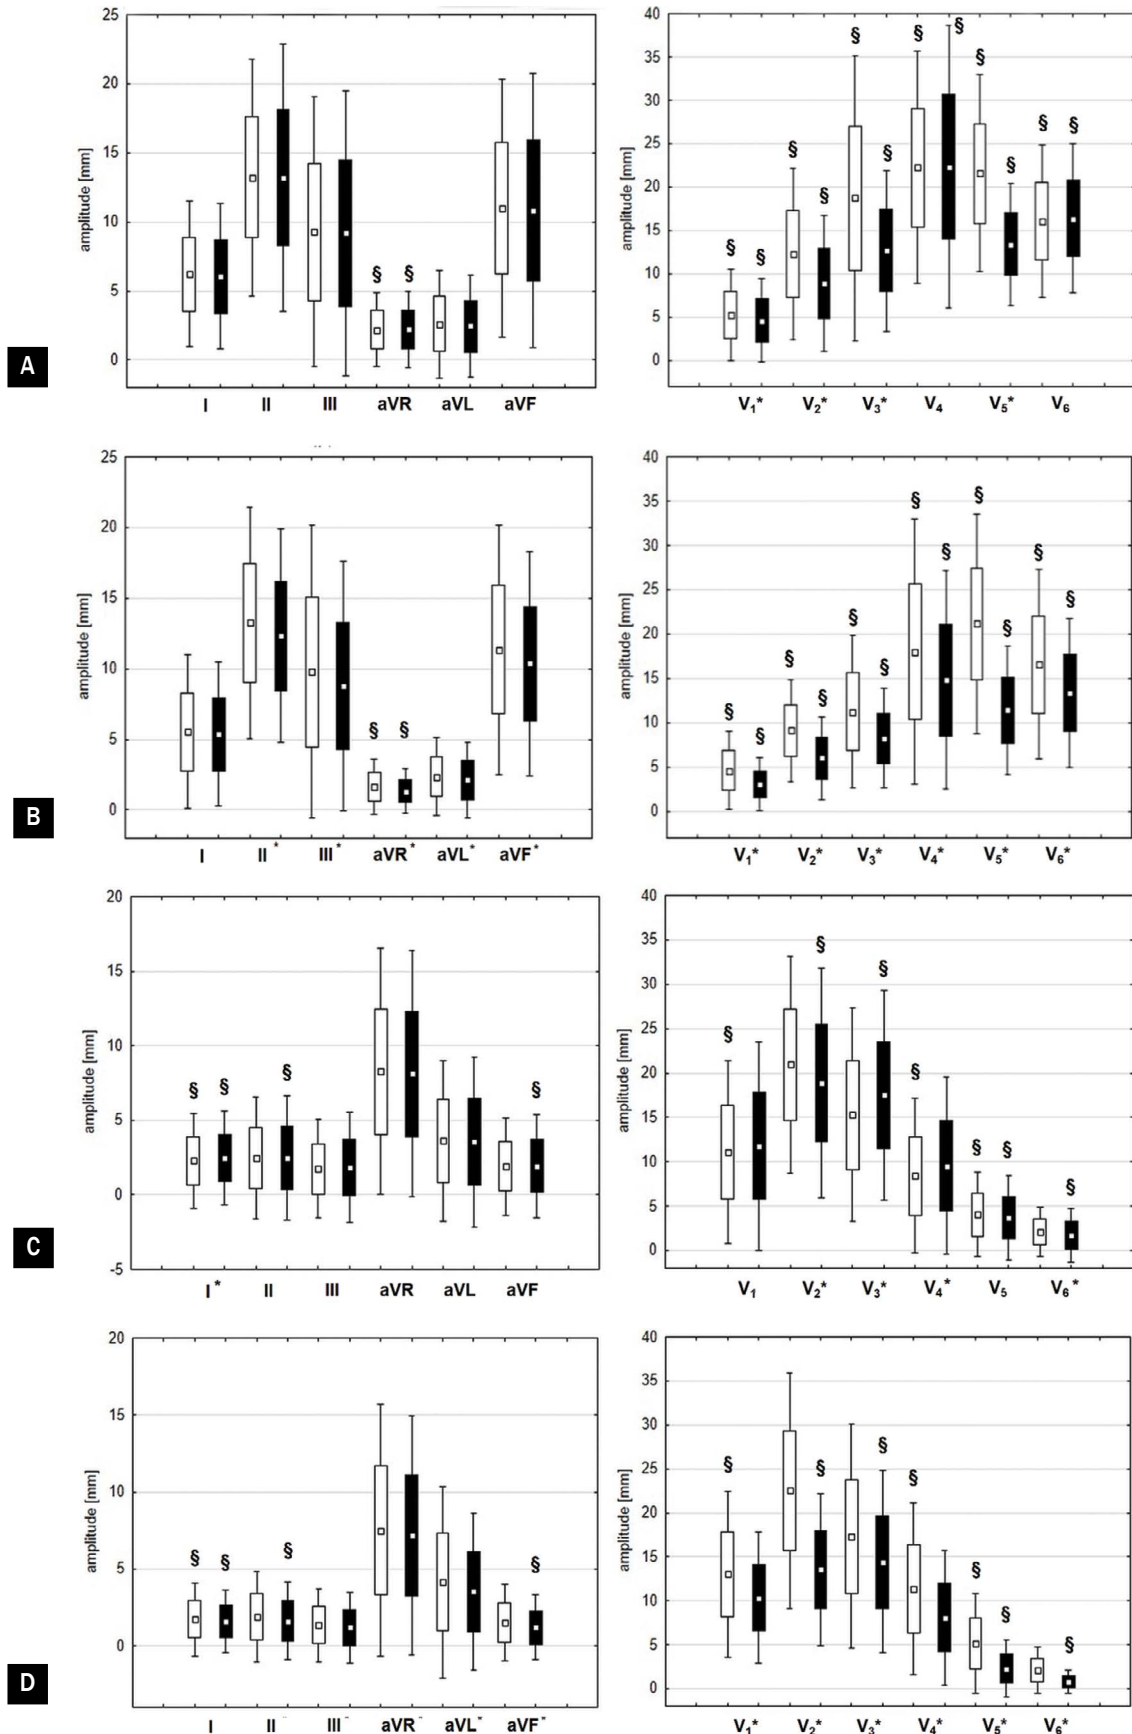 A
amplitude [mm]
25
20
15
10
5
0
§ §
I II III aVR aVL aVF
amplitude [mm]
40
35
30
25
20
15
10
5
0
§ § § § § § § § § § § §
V₁* V₂* V₃* V₄ V₅* V₆
B
amplitude [mm]
25
20
15
10
5
0
§ §
I II* III* aVR* aVL* aVF*
amplitude [mm]
40
35
30
25
20
15
10
5
0
§ § § § § § § § § § § §
V₁* V₂* V₃* V₄* V₅* V₆*
C
amplitude [mm]
20
15
10
5
0
-5
§ § § §
I* II III aVR aVL aVF
amplitude [mm]
40
35
30
25
20
15
10
5
0
§ § § § § § §
V₁ V₂* V₃* V₄* V₅ V₆*
D
amplitude [mm]
20
15
10
5
0
§ § § §
I II III aVR aVL* aVF*
amplitude [mm]
40
35
30
25
20
15
10
5
0
§ § § § § § §
V₁* V₂* V₃* V₄* V₅* V₆*